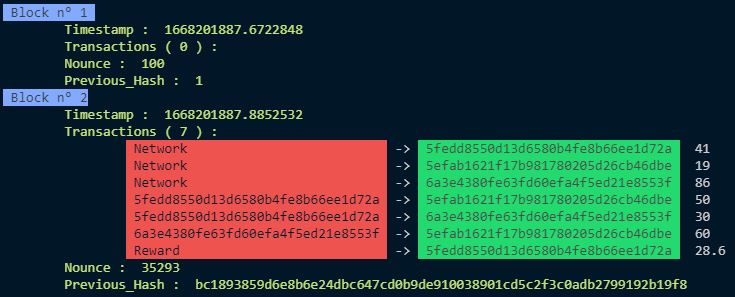 Block n° 1
Timestamp : 1668201887.6722848
Transactions ( 0 ) :
Nounce : 100
Previous_Hash : 1
Block n° 2
Timestamp : 1668201887.8852532
Transactions ( 7 ) :
Network -> 5fedd8550d13d6580b4fe8b66ee1d72a 41
Network -> 5efab1621f17b981780205d26cb46dbe 19
Network -> 6a3e4380fe63fd60efa4f5ed21e8553f 86
5fedd8550d13d6580b4fe8b66ee1d72a -> 5efab1621f17b981780205d26cb46dbe 50
5fedd8550d13d6580b4fe8b66ee1d72a -> 6a3e4380fe63fd60efa4f5ed21e8553f 30
6a3e4380fe63fd60efa4f5ed21e8553f -> 5efab1621f17b981780205d26cb46dbe 60
Reward -> 5fedd8550d13d6580b4fe8b66ee1d72a 28.6
Nounce : 35293
Previous_Hash : bc1893859d6e8b6e24dbc647cd0b9de910038901cd5c2f3c0adb2799192b19f8